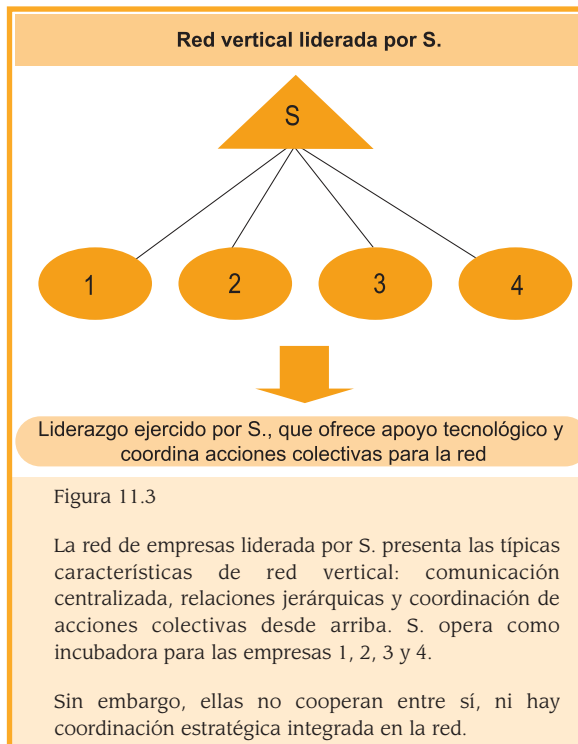 Red vertical liderada por S.
S
1 2 3 4
Liderazgo ejercido por S., que ofrece apoyo tecnológico y
coordina acciones colectivas para la red
Figura 11.3
La red de empresas liderada por S. presenta las típicas
características de red vertical: comunicación
centralizada, relaciones jerárquicas y coordinación de
acciones colectivas desde arriba. S. opera como
incubadora para las empresas 1, 2, 3 y 4.
Sin embargo, ellas no cooperan entre sí, ni hay
coordinación estratégica integrada en la red.